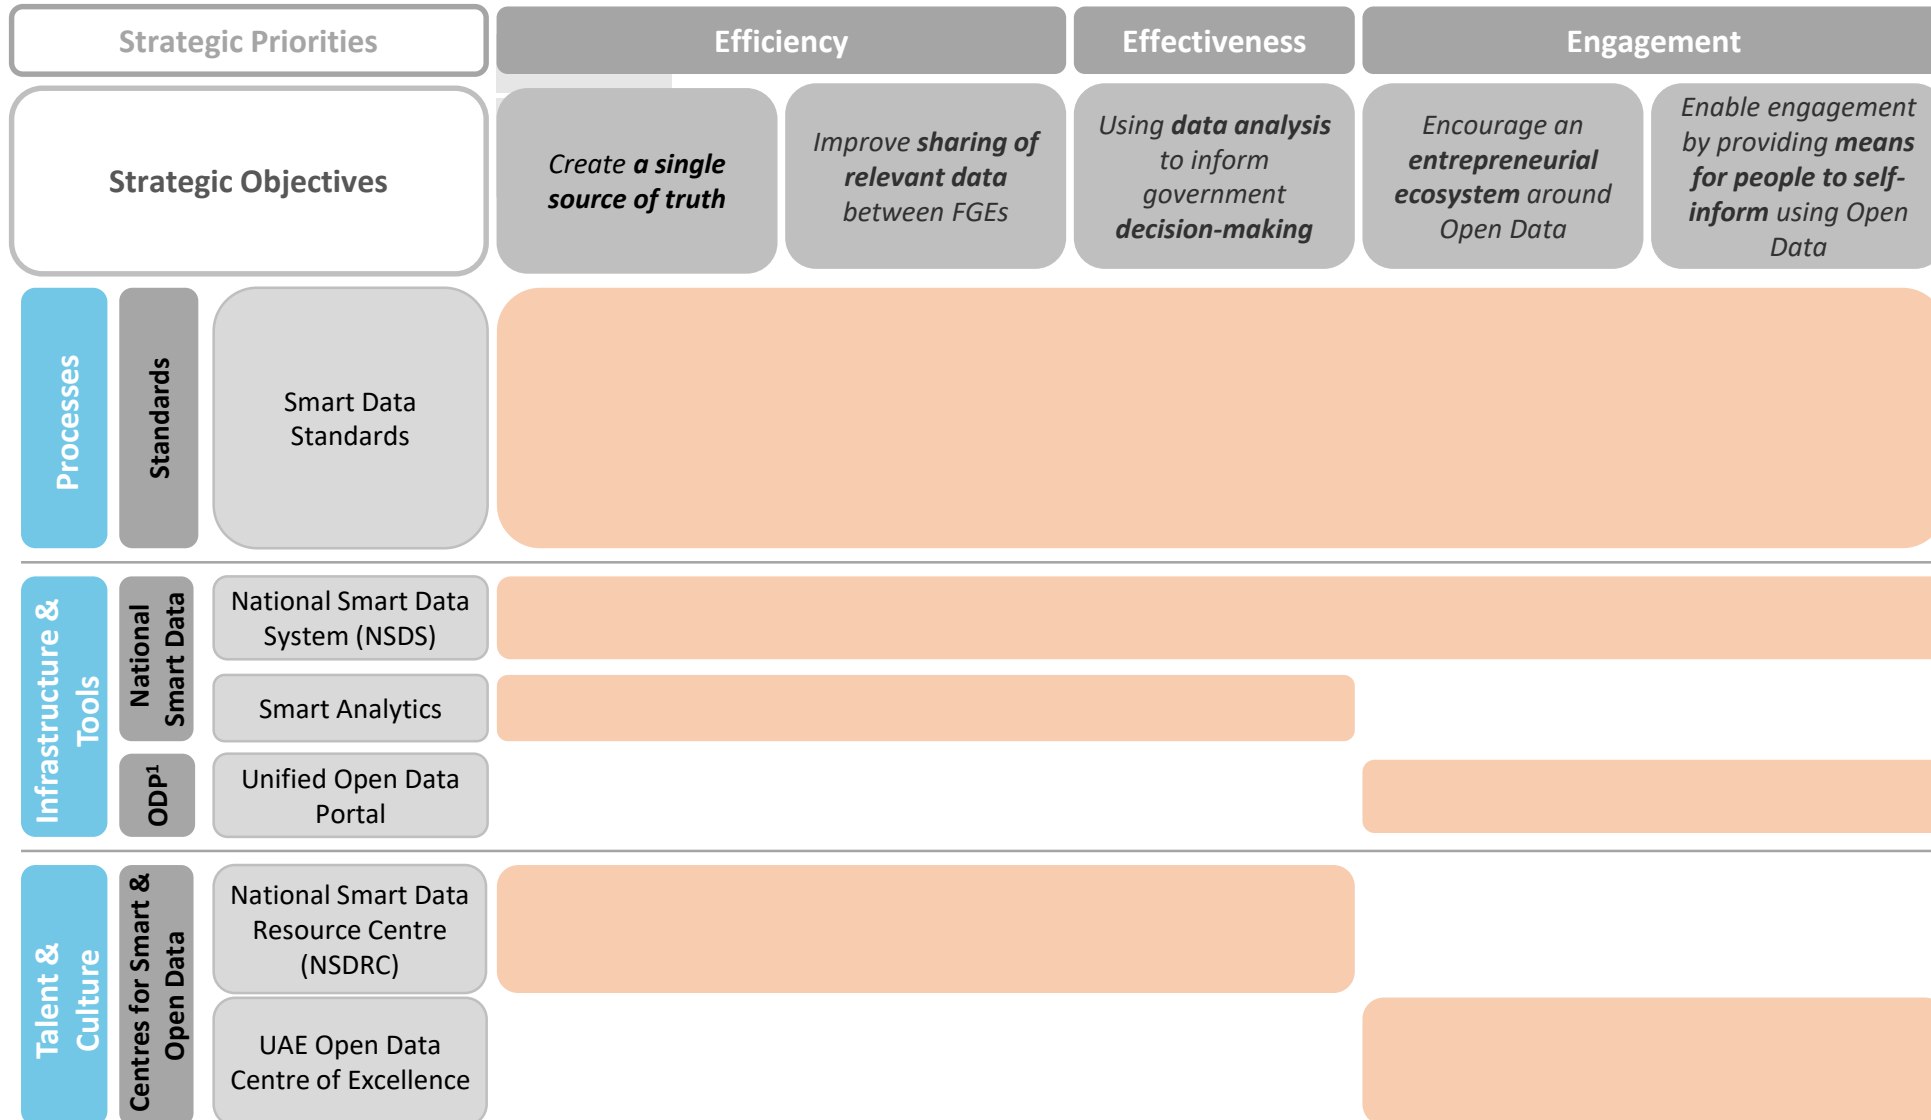 Strategic Priorities
Efficiency
Effectiveness
Engagement
Strategic Objectives
Create a single
source of truth
Improve sharing of
relevant data
between FGEs
Using data analysis
to inform
government
decision-making
Encourage an
entrepreneurial
ecosystem around
Open Data
Enable engagement
by providing means
for people to self-
inform using Open
Data
Processes
Standards
Smart Data
Standards
Infrastructure &
Tools
National
Smart Data
National Smart Data
System (NSDS)
Smart Analytics
ODP¹
Unified Open Data
Portal
Talent &
Culture
Centres for Smart &
Open Data
National Smart Data
Resource Centre
(NSDRC)
UAE Open Data
Centre of Excellence